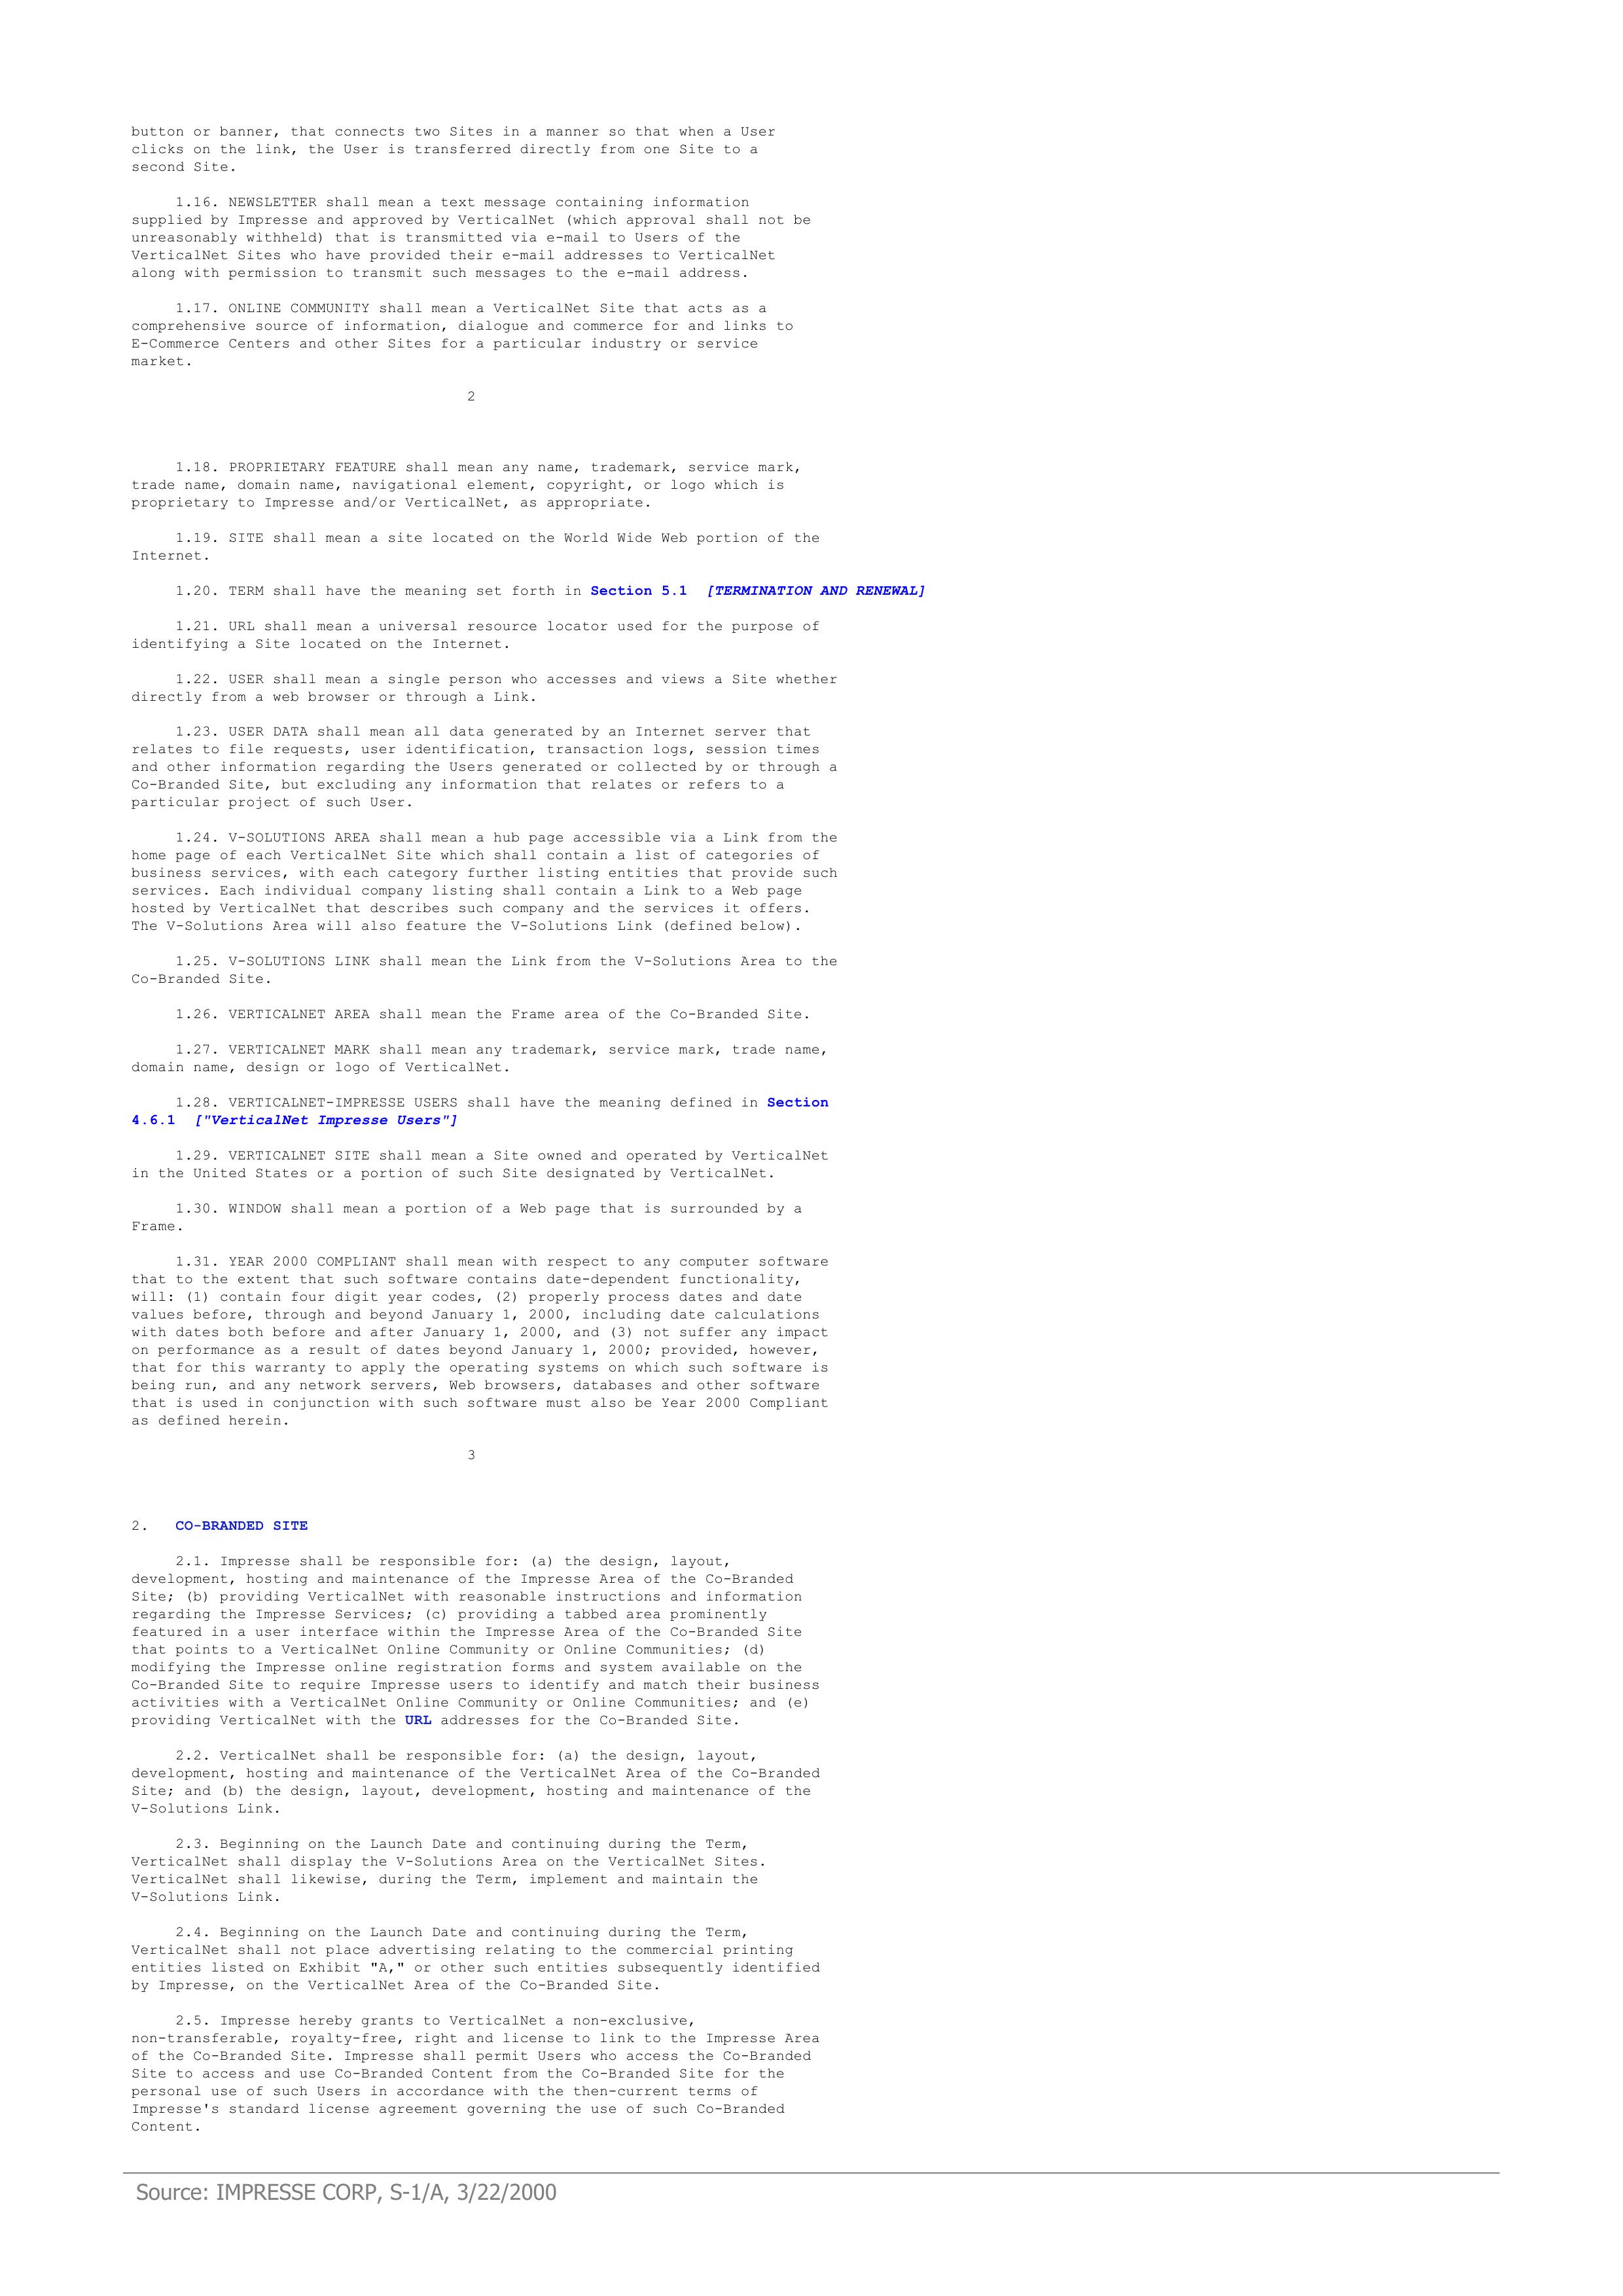 button or banner, that connects two Sites in a manner so that when a User
clicks on the link, the User is transferred directly from one Site to a
second Site.
1.16. NEWSLETTER shall mean a text message containing information
supplied by Impresse and approved by VerticalNet (which approval shall not be
unreasonably withheld) that is transmitted via e-mail to Users of the
VerticalNet Sites who have provided their e-mail addresses to VerticalNet
along with permission to transmit such messages to the e-mail address.
1.17. ONLINE COMMUNITY shall mean a VerticalNet Site that acts as a
comprehensive source of information, dialogue and commerce for and links to
E-Commerce Centers and other Sites for a particular industry or service
market.
2
1.18. PROPRIETARY FEATURE shall mean any name, trademark, service mark,
trade name, domain name, navigational element, copyright, or logo which is
proprietary to Impresse and/or VerticalNet, as appropriate.
1.19. SITE shall mean a site located on the World Wide Web portion of the
Internet.
1.20. TERM shall have the meaning set forth in Section 5.1 [TERMINATION AND RENEWAL]
1.21. URL shall mean a universal resource locator used for the purpose of
identifying a Site located on the Internet.
1.22. USER shall mean a single person who accesses and views a Site whether
directly from a web browser or through a Link.
1.23. USER DATA shall mean all data generated by an Internet server that
relates to file requests, user identification, transaction logs, session times
and other information regarding the Users generated or collected by or through a
Co-Branded Site, but excluding any information that relates or refers to a
particular project of such User.
1.24. V-SOLUTIONS AREA shall mean a hub page accessible via a Link from the
home page of each VerticalNet Site which shall contain a list of categories of
business services, with each category further listing entities that provide such
services. Each individual company listing shall contain a Link to a Web page
hosted by VerticalNet that describes such company and the services it offers.
The V-Solutions Area will also feature the V-Solutions Link (defined below).
1.25. V-SOLUTIONS LINK shall mean the Link from the V-Solutions Area to the
Co-Branded Site.
1.26. VERTICALNET AREA shall mean the Frame area of the Co-Branded Site.
1.27. VERTICALNET MARK shall mean any trademark, service mark, trade name,
domain name, design or logo of VerticalNet.
1.28. VERTICALNET-IMPRESSE USERS shall have the meaning defined in Section
4.6.1 ["VerticalNet Impresse Users"]
1.29. VERTICALNET SITE shall mean a Site owned and operated by VerticalNet
in the United States or a portion of such Site designated by VerticalNet.
1.30. WINDOW shall mean a portion of a Web page that is surrounded by a
Frame.
1.31. YEAR 2000 COMPLIANT shall mean with respect to any computer software
that to the extent that such software contains date-dependent functionality,
will: (1) contain four digit year codes, (2) properly process dates and date
values before, through and beyond January 1, 2000, including date calculations
with dates both before and after January 1, 2000, and (3) not suffer any impact
on performance as a result of dates beyond January 1, 2000; provided, however,
that for this warranty to apply the operating systems on which such software is
being run, and any network servers, Web browsers, databases and other software
that is used in conjunction with such software must also be Year 2000 Compliant
as defined herein.
3
2. CO-BRANDED SITE
2.1. Impresse shall be responsible for: (a) the design, layout,
development, hosting and maintenance of the Impresse Area of the Co-Branded
Site; (b) providing VerticalNet with reasonable instructions and information
regarding the Impresse Services; (c) providing a tabbed area prominently
featured in a user interface within the Impresse Area of the Co-Branded Site
that points to a VerticalNet Online Community or Online Communities; (d)
modifying the Impresse online registration forms and system available on the
Co-Branded Site to require Impresse users to identify and match their business
activities with a VerticalNet Online Community or Online Communities; and (e)
providing VerticalNet with the URL addresses for the Co-Branded Site.
2.2. VerticalNet shall be responsible for: (a) the design, layout,
development, hosting and maintenance of the VerticalNet Area of the Co-Branded
Site; and (b) the design, layout, development, hosting and maintenance of the
V-Solutions Link.
2.3. Beginning on the Launch Date and continuing during the Term,
VerticalNet shall display the V-Solutions Area on the VerticalNet Sites.
VerticalNet shall likewise, during the Term, implement and maintain the
V-Solutions Link.
2.4. Beginning on the Launch Date and continuing during the Term,
VerticalNet shall not place advertising relating to the commercial printing
entities listed on Exhibit "A," or other such entities subsequently identified
by Impresse, on the VerticalNet Area of the Co-Branded Site.
2.5. Impresse hereby grants to VerticalNet a non-exclusive,
non-transferable, royalty-free, right and license to link to the Impresse Area
of the Co-Branded Site. Impresse shall permit Users who access the Co-Branded
Site to access and use Co-Branded Content from the Co-Branded Site for the
personal use of such Users in accordance with the then-current terms of
Impresse's standard license agreement governing the use of such Co-Branded
Content.
Source: IMPRESSE CORP, S-1/A, 3/22/2000